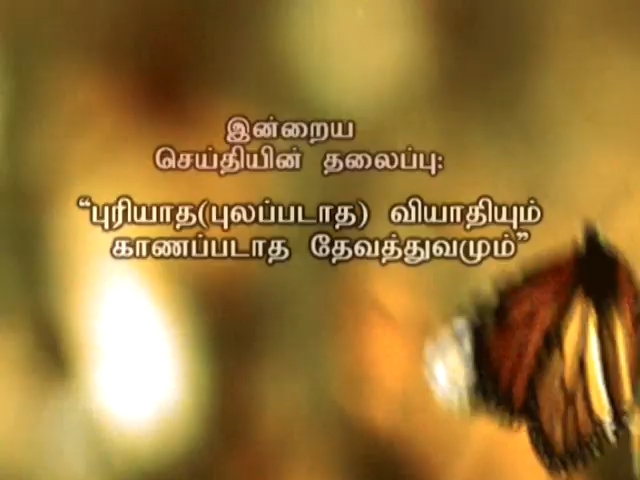 இன்றைய
செய்தியின் தலைப்பு:
“புரியாத(புலப்படாத) வியாதியும்
காணப்படாத தேவத்துவமும்”